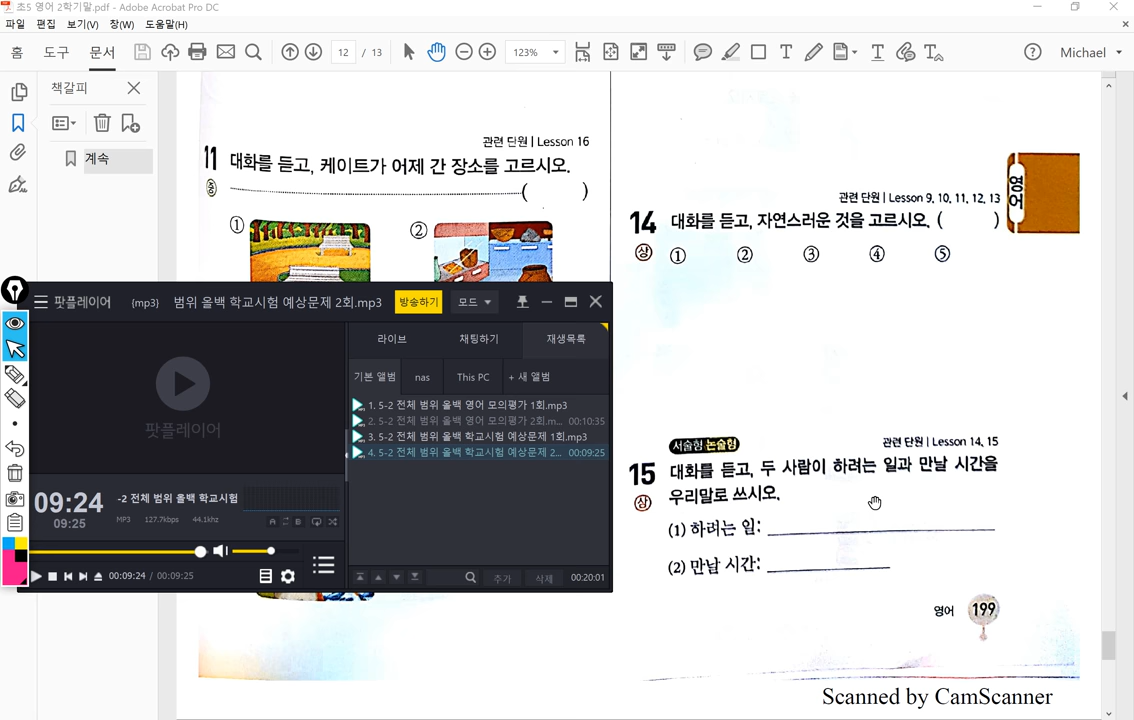 초5 영어 2학기말.pdf - Adobe Acrobat Pro DC
파일 편집 보기(V) 창(W) 도움말(H)
홈 도구 문서 12 / 13 123% Michael
책갈피
계속
관련 단원 | Lesson 16
11 대화를 듣고, 케이트가 어제 간 장소를 고르시오.
중 ( )
① ②
영어
관련 단원 | Lesson 9, 10, 11, 12, 13
14 대화를 듣고, 자연스러운 것을 고르시오. ( )
상 ① ② ③ ④ ⑤
서술형 논술형 관련 단원 | Lesson 14, 15
15 대화를 듣고, 두 사람이 하려는 일과 만날 시간을
상 우리말로 쓰시오.
(1) 하려는 일:
(2) 만날 시간:
영어 199
Scanned by CamScanner
팟플레이어 {mp3} 범위 올백 학교시험 예상문제 2회.mp3 방송하기 모드
라이브 채팅하기 재생목록
기본 앨범 nas This PC + 새 앨범
1. 5-2 전체 범위 올백 영어 모의평가 1회.mp3
2. 5-2 전체 범위 올백 영어 모의평가 2회.m... 00:10:35
3. 5-2 전체 범위 올백 학교시험 예상문제 1회.mp3
4. 5-2 전체 범위 올백 학교시험 예상문제 2... 00:09:25
팟플레이어
09:24 -2 전체 범위 올백 학교시험
09:25 MP3 127.7kbps 44.1khz
A B
00:09:24 / 00:09:25
추가 삭제 00:20:01